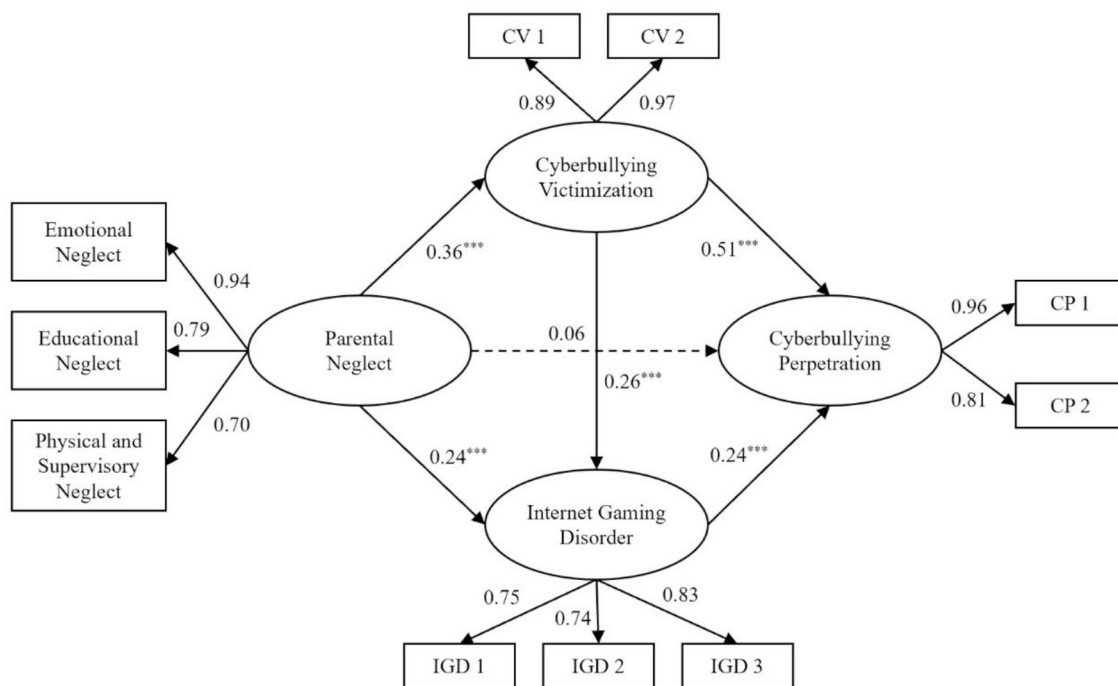 CV 1
CV 2
0.89
0.97
Cyberbullying
Victimization
Emotional
Neglect
0.36***
0.51***
0.94
Educational
Neglect
0.79
Parental
Neglect
0.06
Cyberbullying
Perpetration
0.96
CP 1
0.26***
0.81
CP 2
0.70
Physical and
Supervisory
Neglect
0.24***
0.24***
Internet Gaming
Disorder
0.75
0.74
0.83
IGD 1
IGD 2
IGD 3